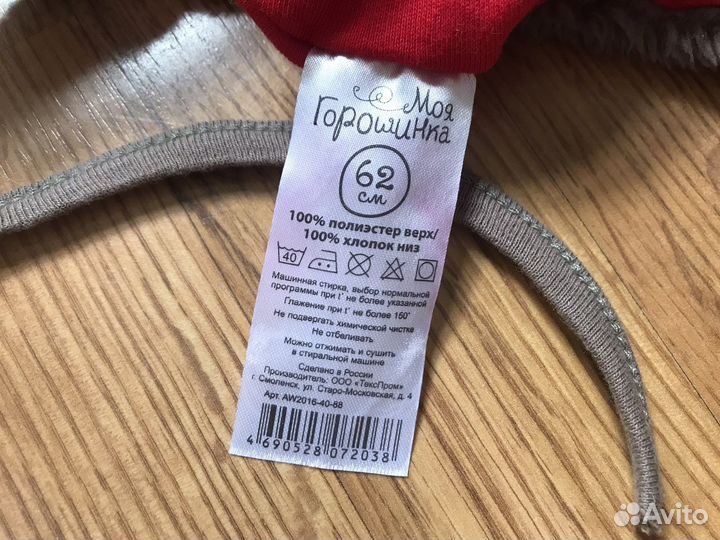 Моя
Горошинка
62
см
100% полиэстер верх/
100% хлопок низ
40
Машинная стирка, выбор нормальной
программы при t° не более указанной
Глажение при t° не более 150°
Не подвергать химической чистке
Не отбеливать
Можно отжимать и сушить
в стиральной машине
Сделано в России
Производитель: ООО «ТексПром»
г. Смоленск, ул. Старо-Московская, д. 4
Арт. AW2016-40-88
4 690528 072038
Avito